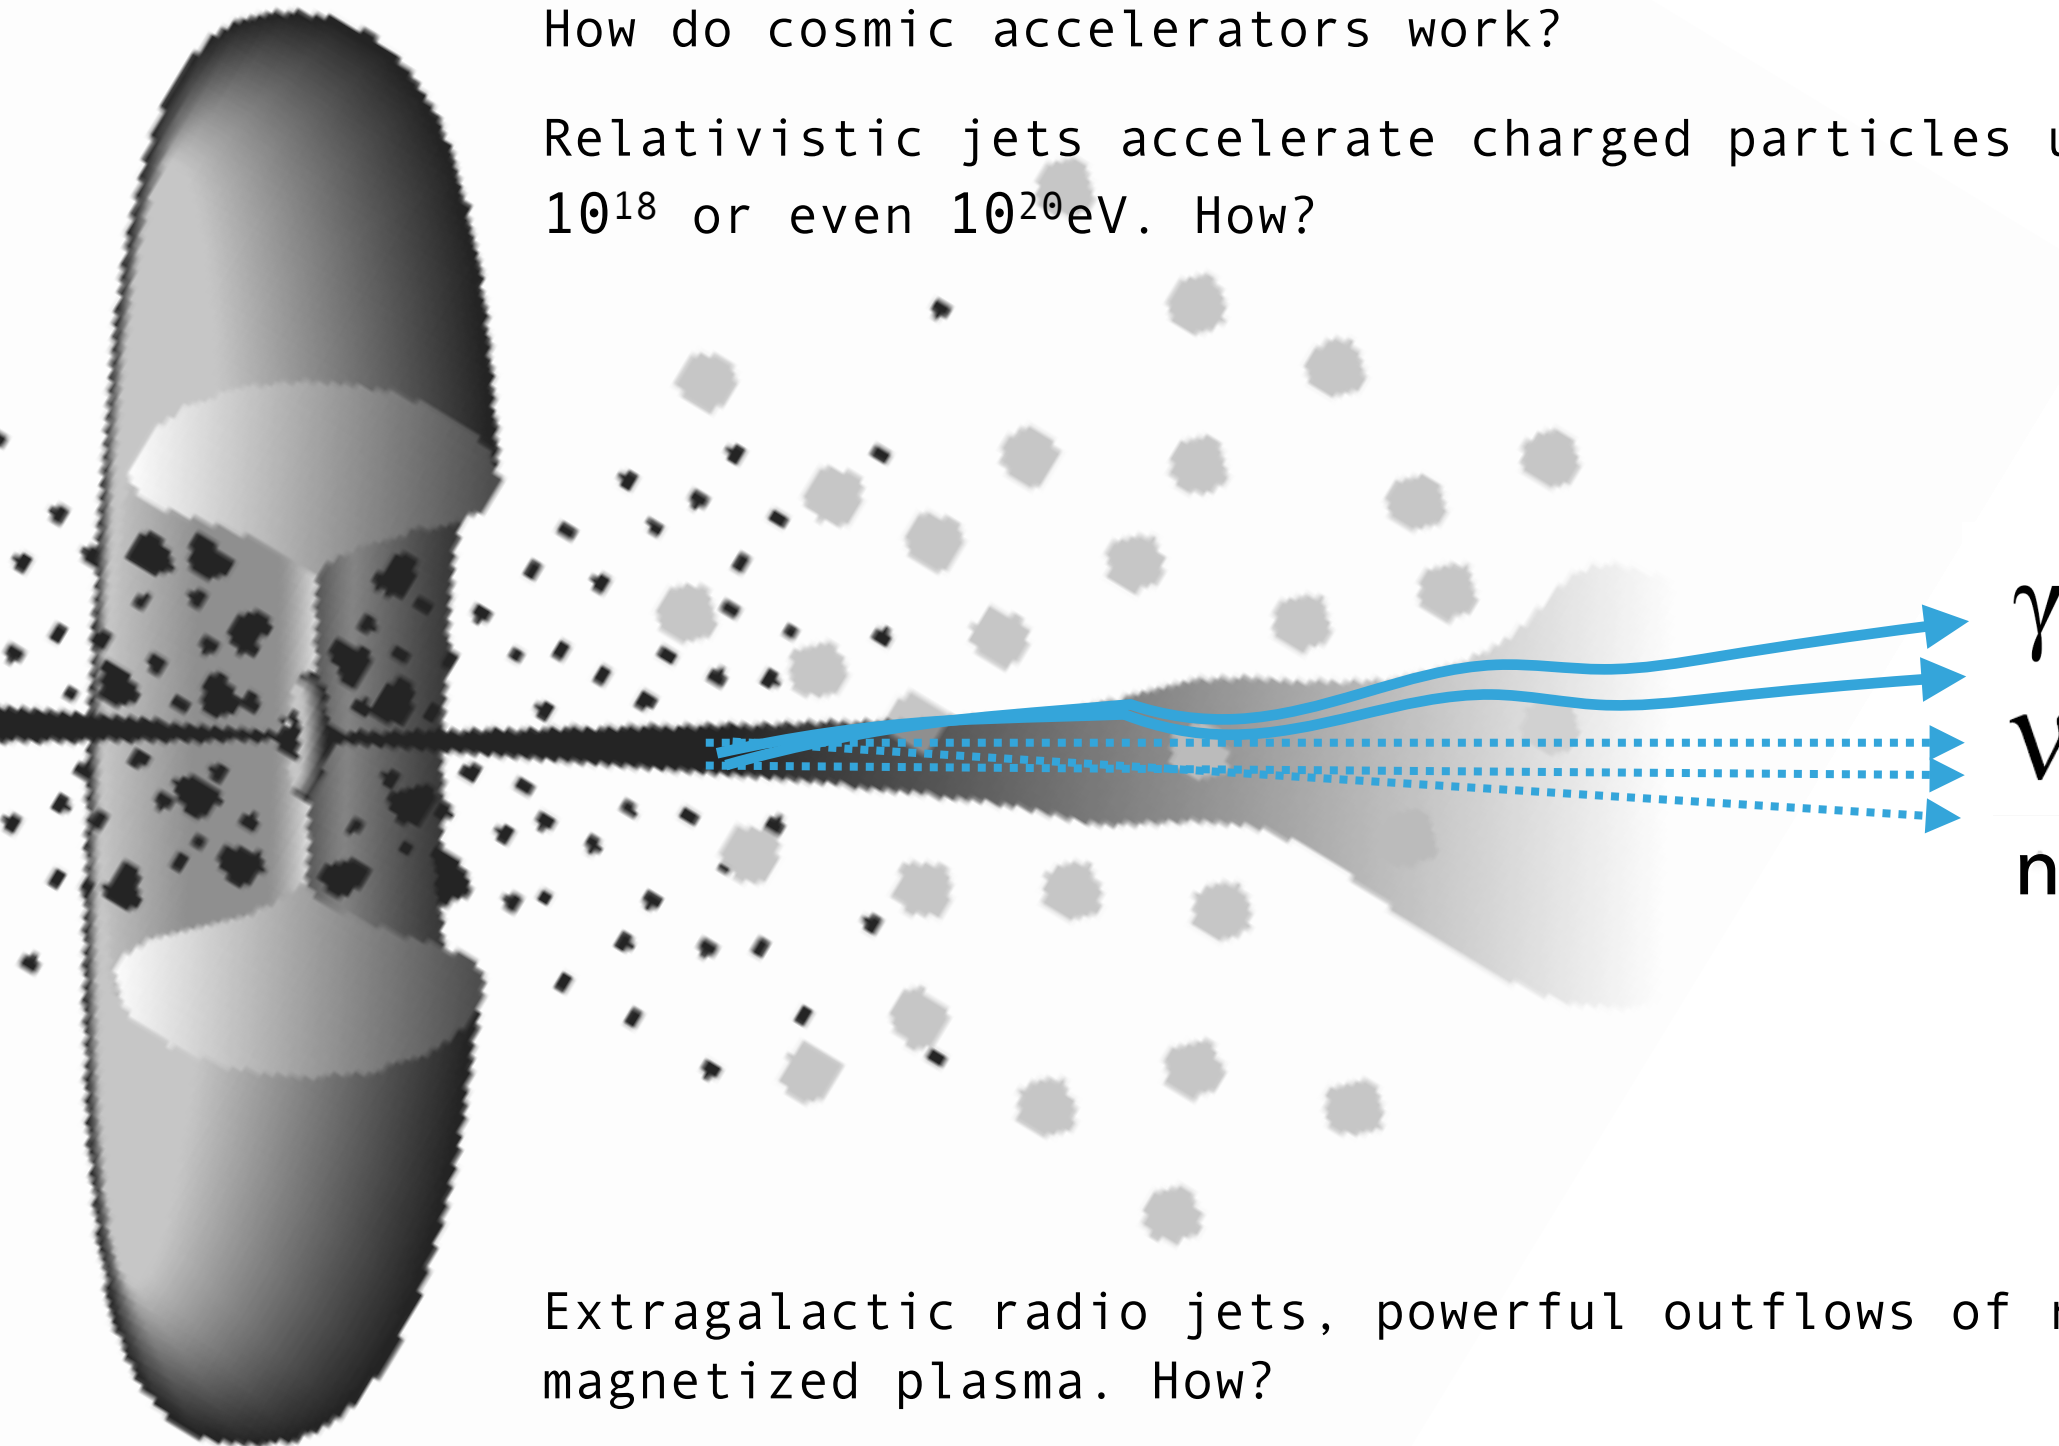 How do cosmic accelerators work?
Relativistic jets accelerate charged particles
10¹⁸ or even 10²⁰eV. How?
γ
ν
n
Extragalactic radio jets, powerful outflows of
magnetized plasma. How?